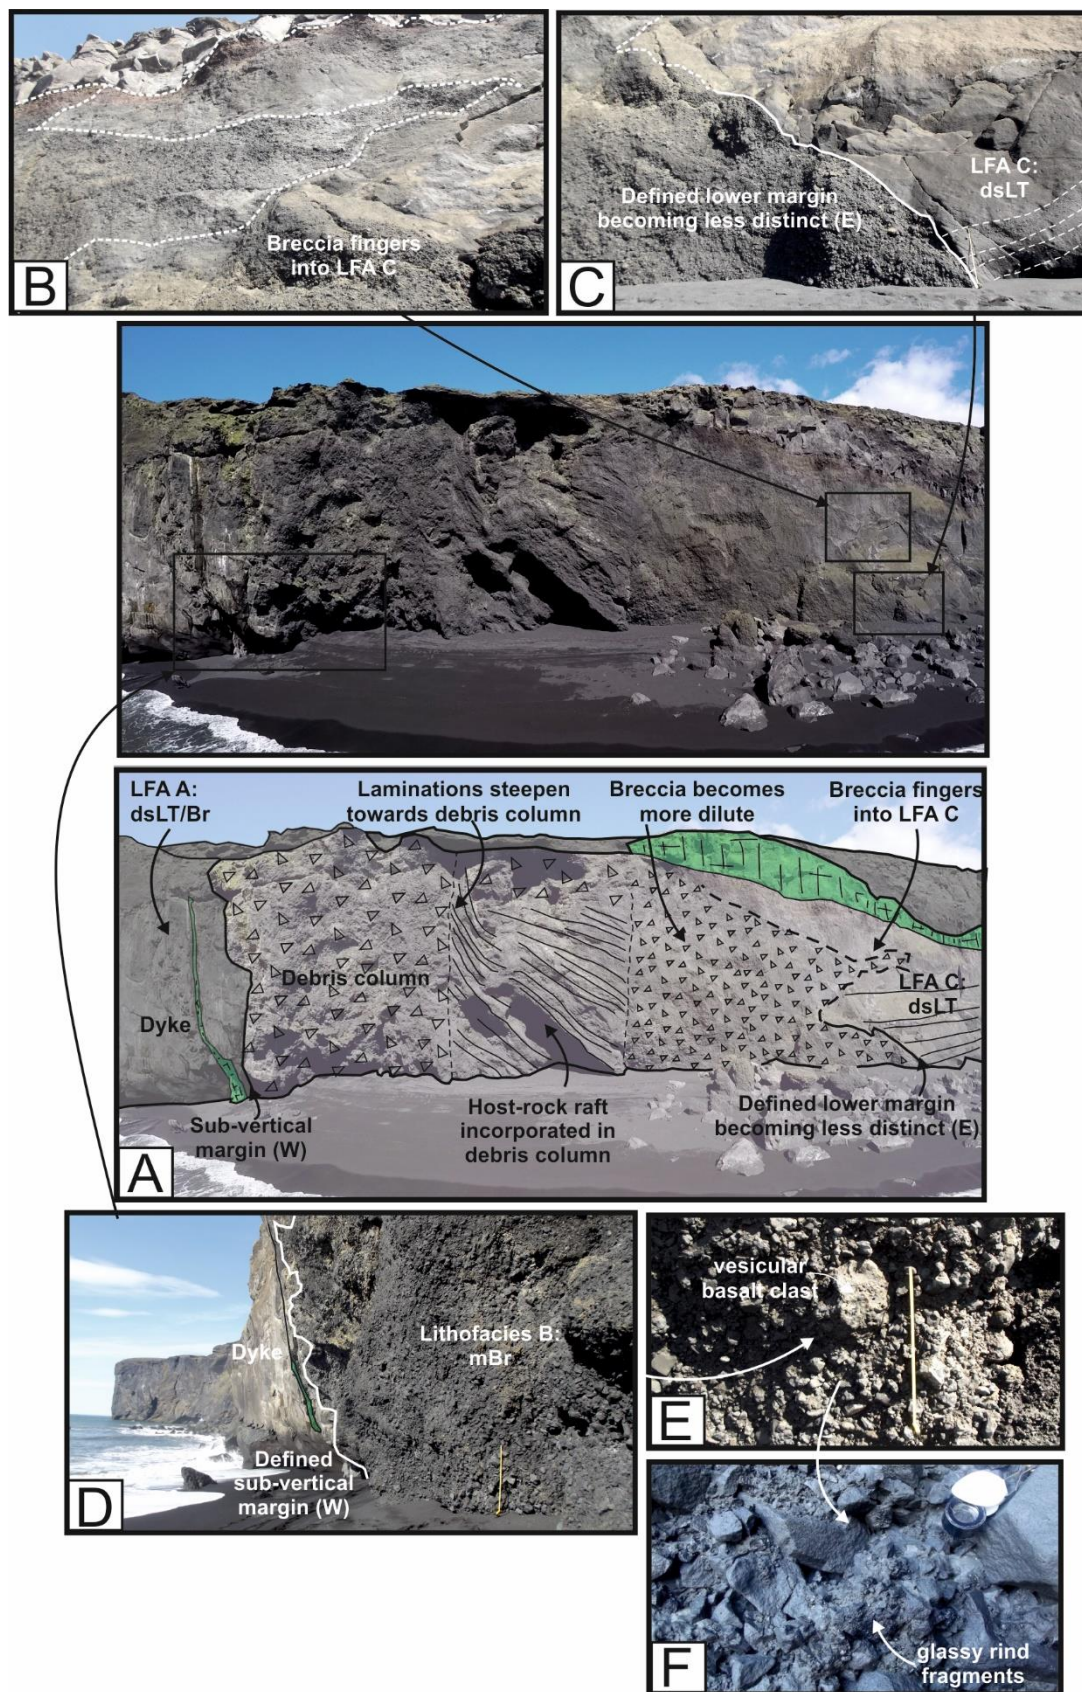 Breccia fingers
into LFA C
B
LFA C:
dsLT
Defined lower margin
becoming less distinct (E)
C
LFA A:
dsLT/Br
Laminations steepen
towards debris column
Breccia becomes
more dilute
Breccia fingers
into LFA C
Debris column
LFA C:
dsLT
Dyke
Sub-vertical
margin (W)
Host-rock raft
incorporated in
debris column
Defined lower margin
becoming less distinct (E)
A
Dyke
Lithofacies B:
mBr
Defined
sub-vertical
margin (W)
D
vesicular
basalt clast
E
glassy rind
fragments
F